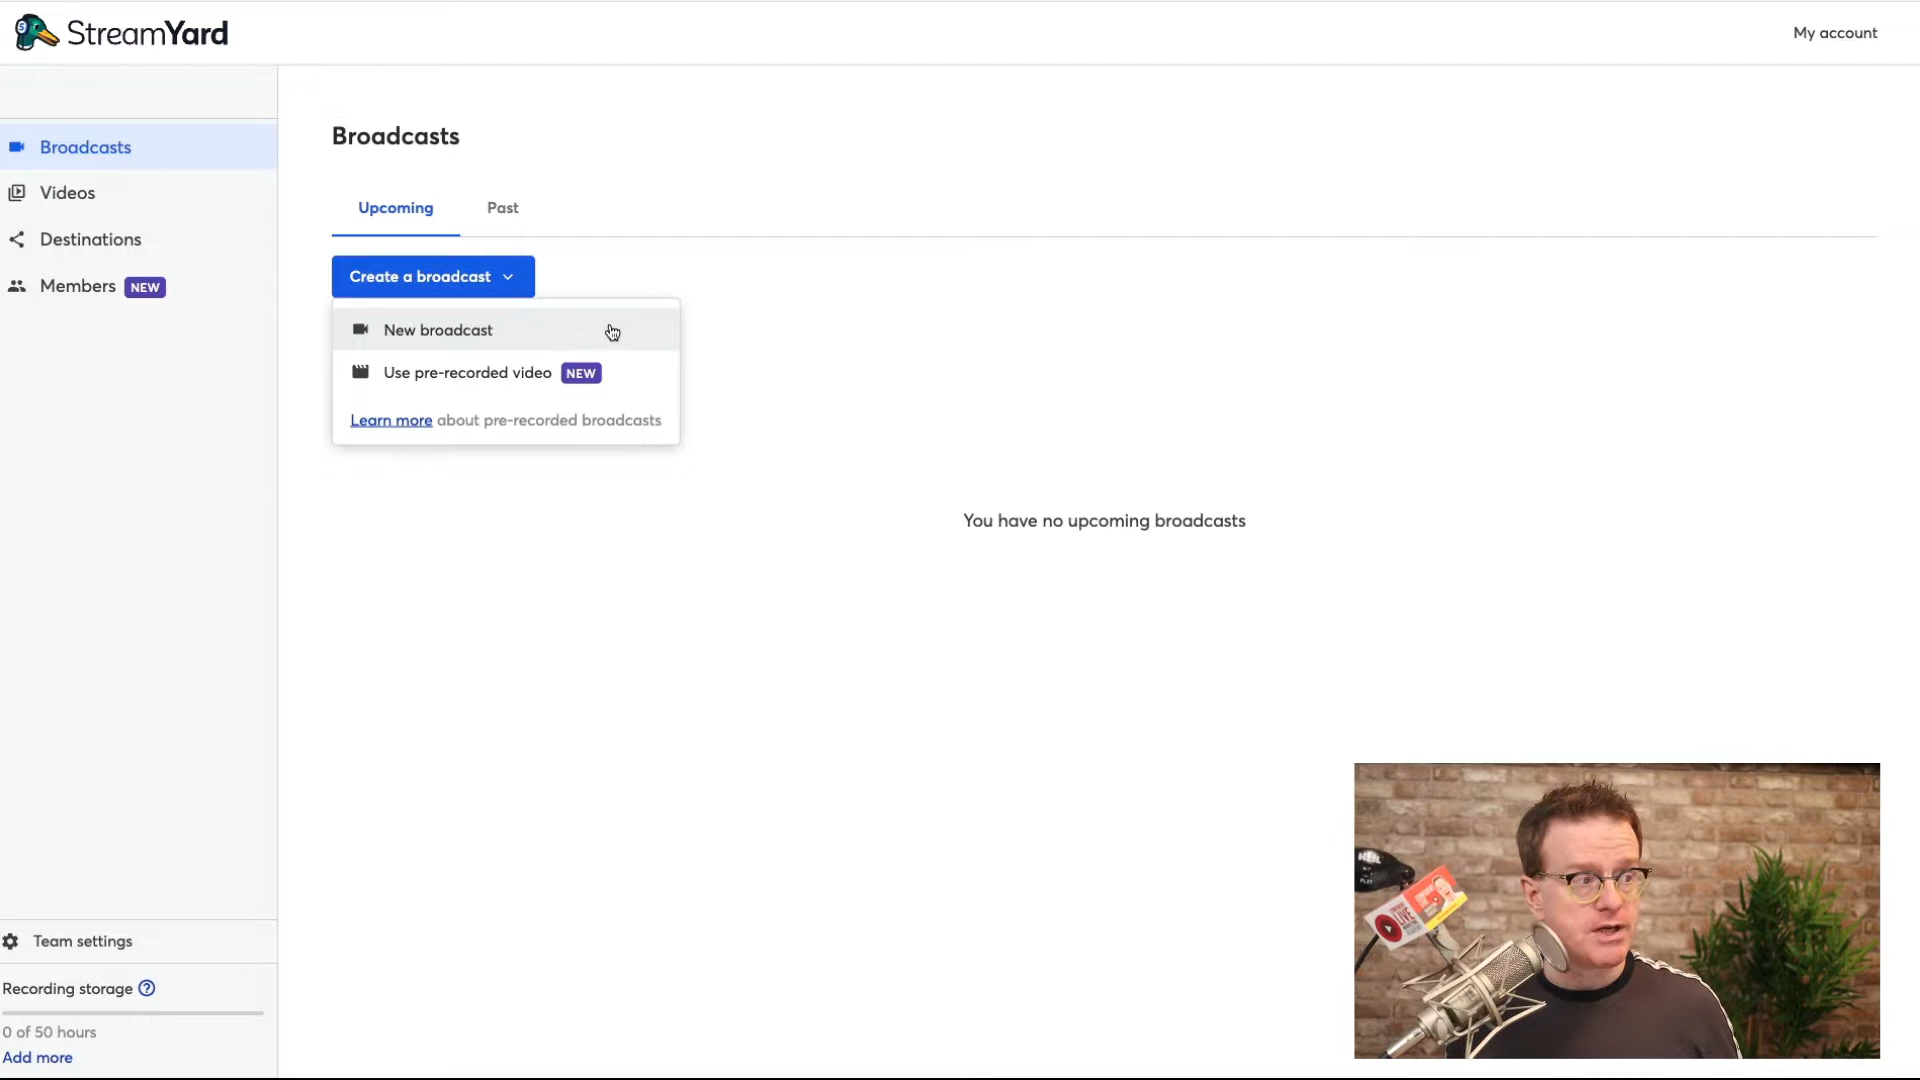 StreamYard
My account
Broadcasts
Videos
Destinations
Members NEW
Broadcasts
Upcoming Past
Create a broadcast
New broadcast
Use pre-recorded video NEW
Learn more about pre-recorded broadcasts
You have no upcoming broadcasts
Team settings
Recording storage ?
0 of 50 hours
Add more
LIVE